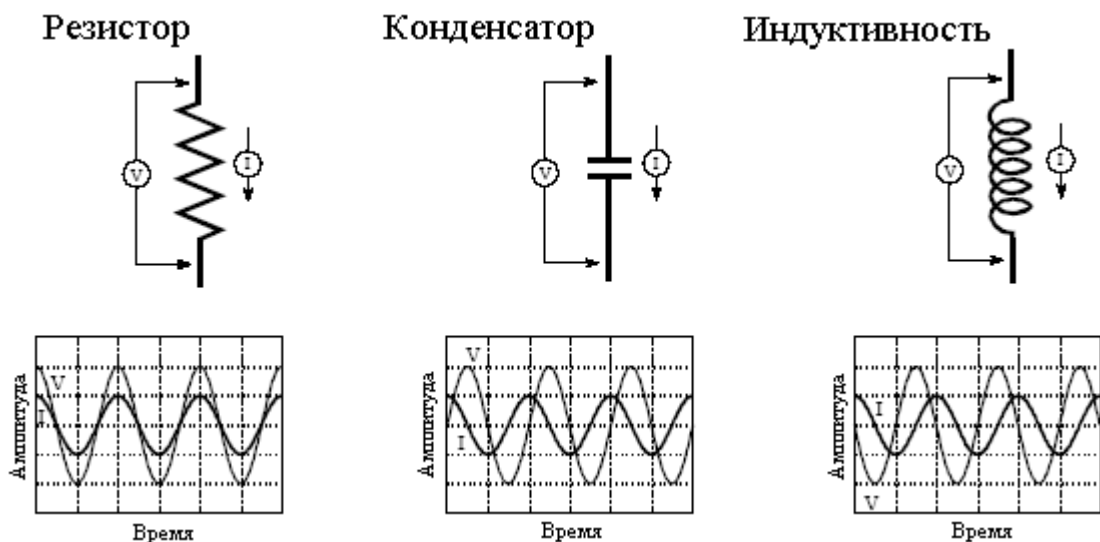 Резистор
Конденсатор
Индуктивность
V
I
V
I
V
I
Амплитуда
V
I
Время
Амплитуда
V
I
Время
Амплитуда
I
V
Время